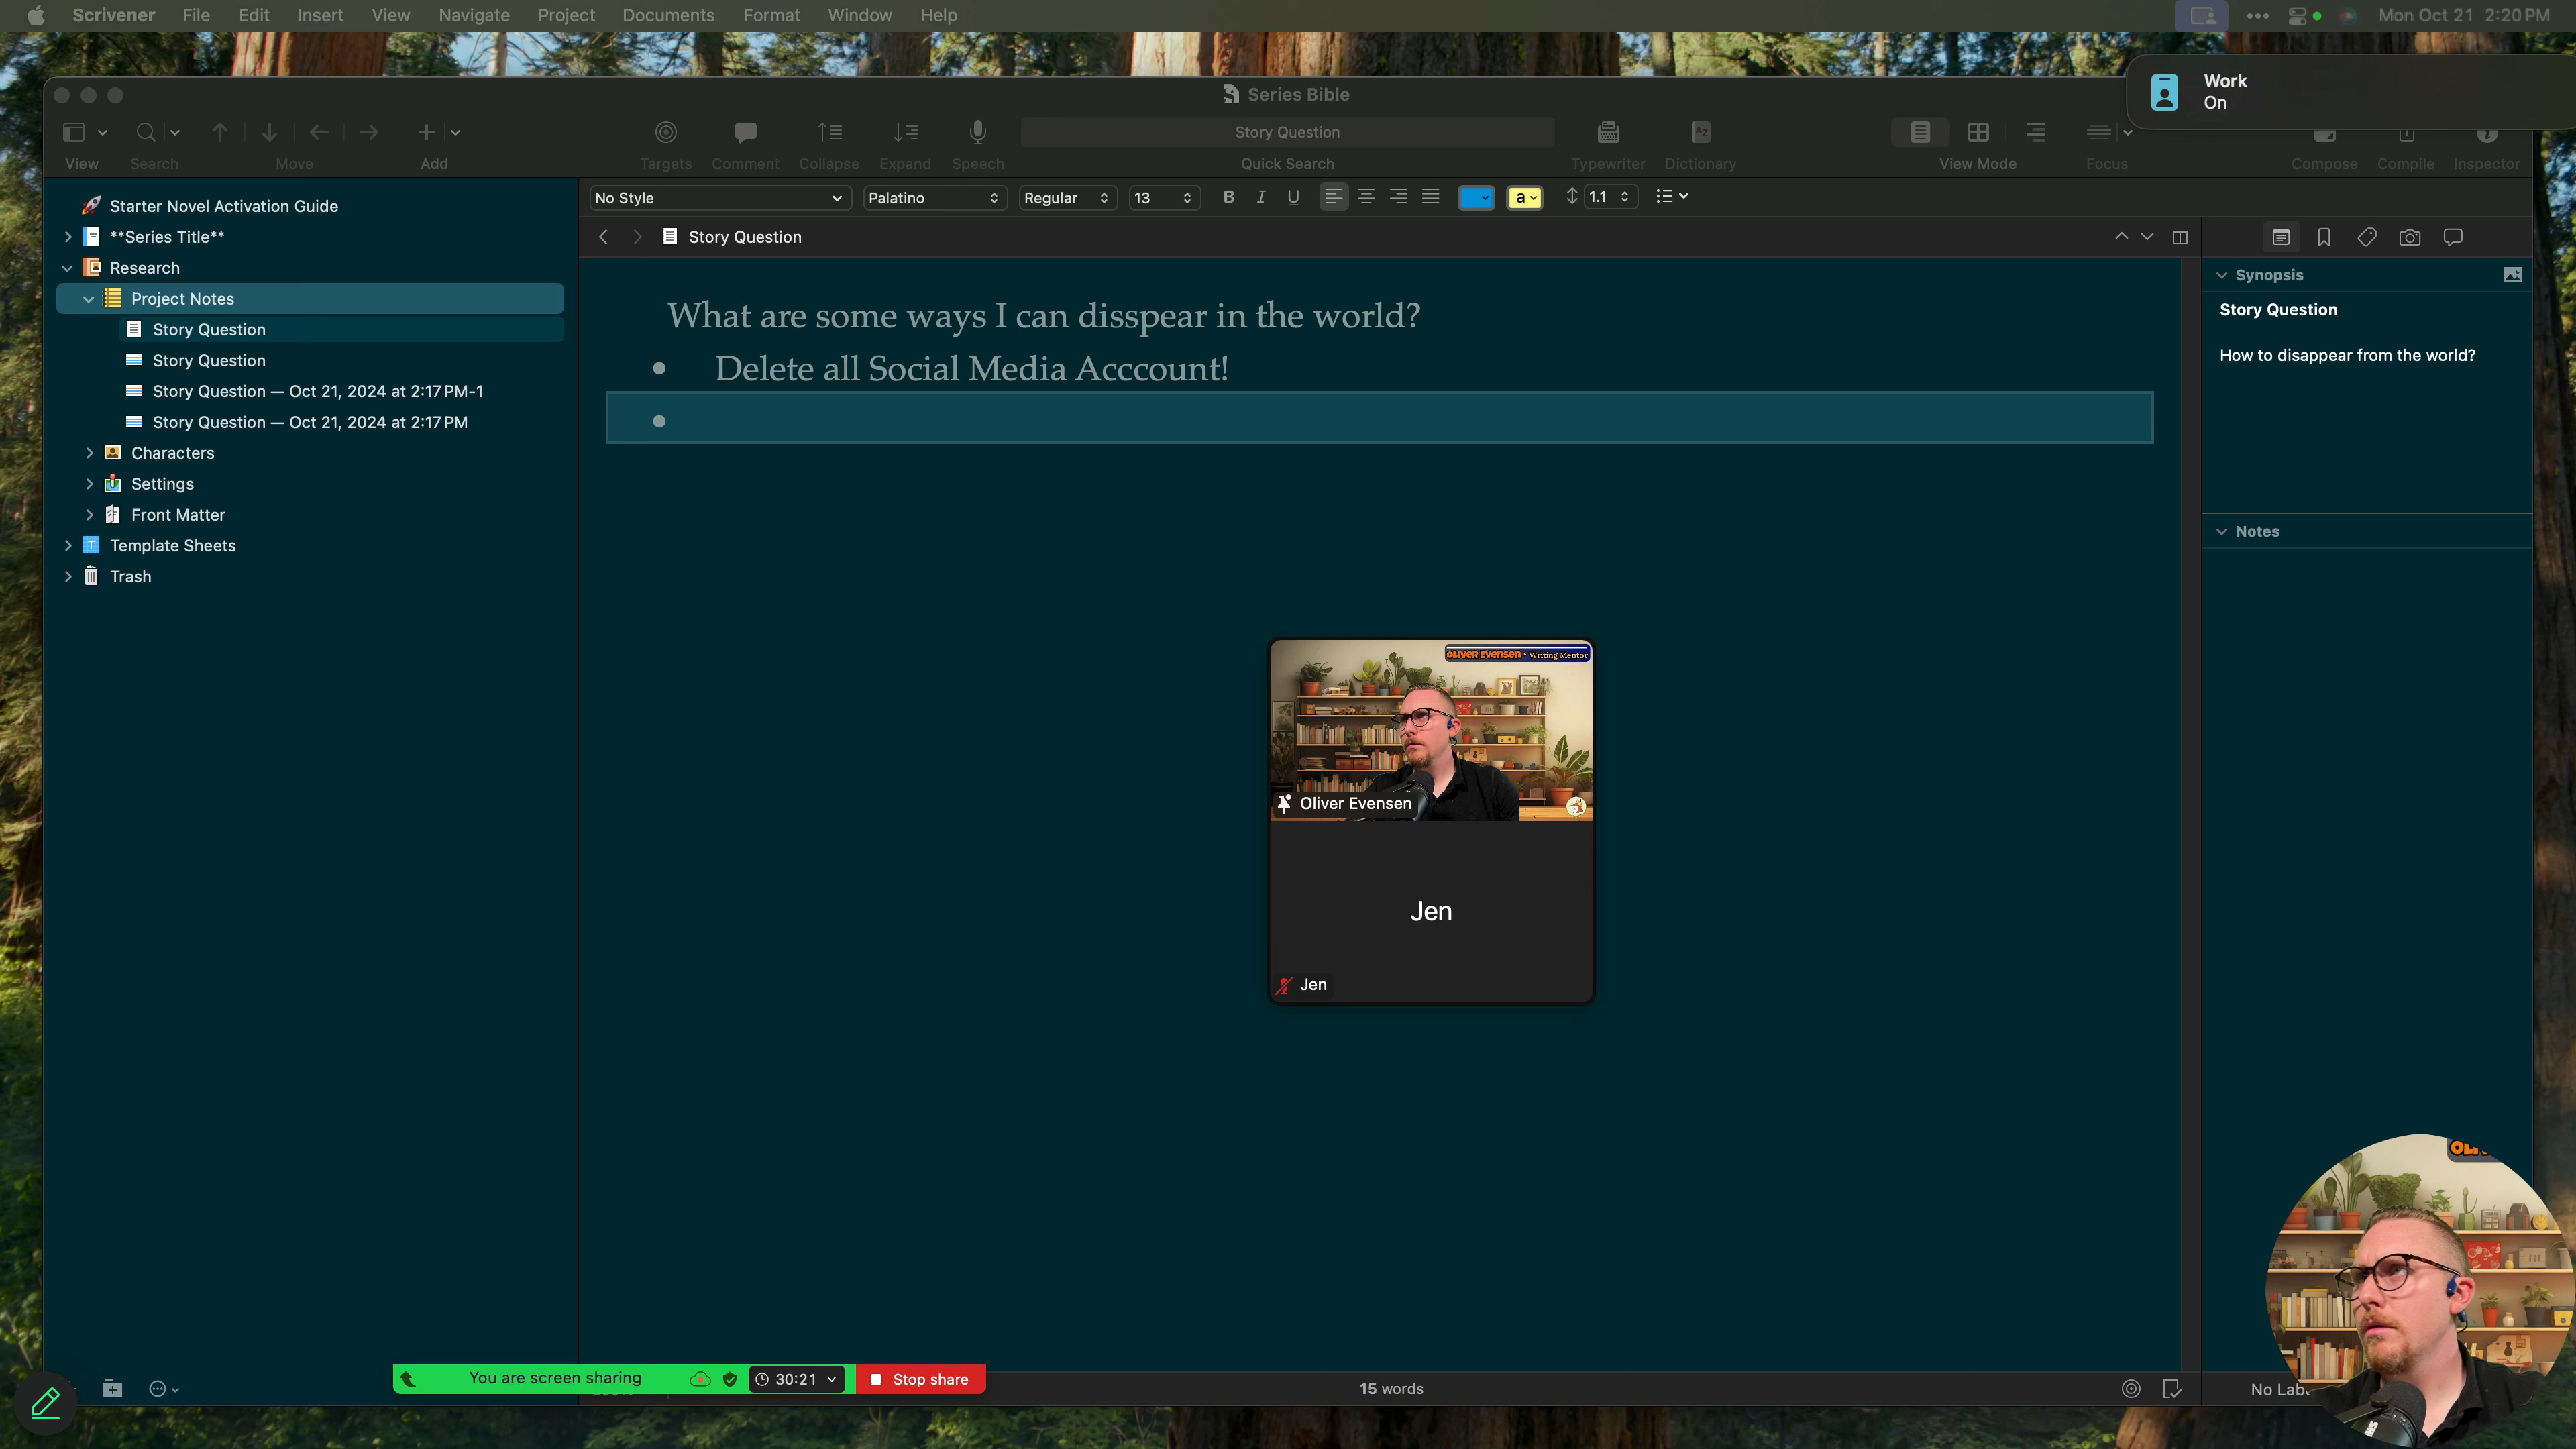 Scrivener File Edit Insert View Navigate Project Documents Format Window Help
Mon Oct 21 2:20 PM
Work
On
Series Bible
Story Question
View Search Move Add Targets Comment Collapse Expand Speech Quick Search Typewriter Dictionary View Mode Focus Compose Compile Inspector
No Style Palatino Regular 13 B I U a 1.1
Starter Novel Activation Guide
**Series Title**
Research
Project Notes
Story Question
Story Question
Story Question — Oct 21, 2024 at 2:17 PM-1
Story Question — Oct 21, 2024 at 2:17 PM
Characters
Settings
Front Matter
Template Sheets
Trash
Story Question
What are some ways I can disspear in the world?
• Delete all Social Media Acccount!
•
Synopsis
Story Question
How to disappear from the world?
Notes
OLIVER EVENSEN · Writing Mentor
Oliver Evensen
Jen
Jen
You are screen sharing 30:21 Stop share
15 words
No